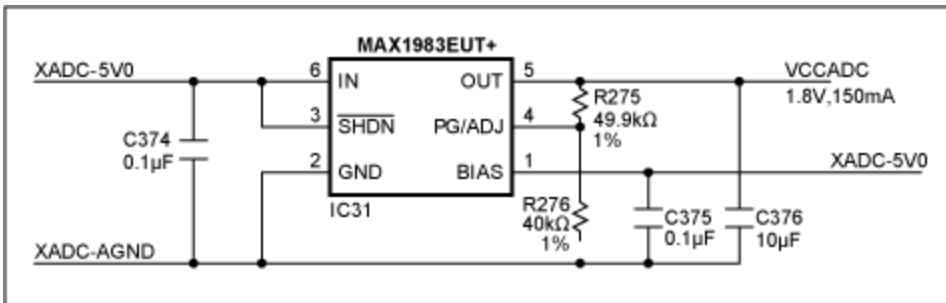 MAX1983EUT+
XADC-5V0
6
IN
OUT
5
VCCADC
1.8V,150mA
R275
49.9kΩ
1%
3
SHDN
PG/ADJ
4
C374
0.1µF
2
GND
BIAS
1
XADC-5V0
IC31
R276
40kΩ
1%
C375
0.1µF
C376
10µF
XADC-AGND